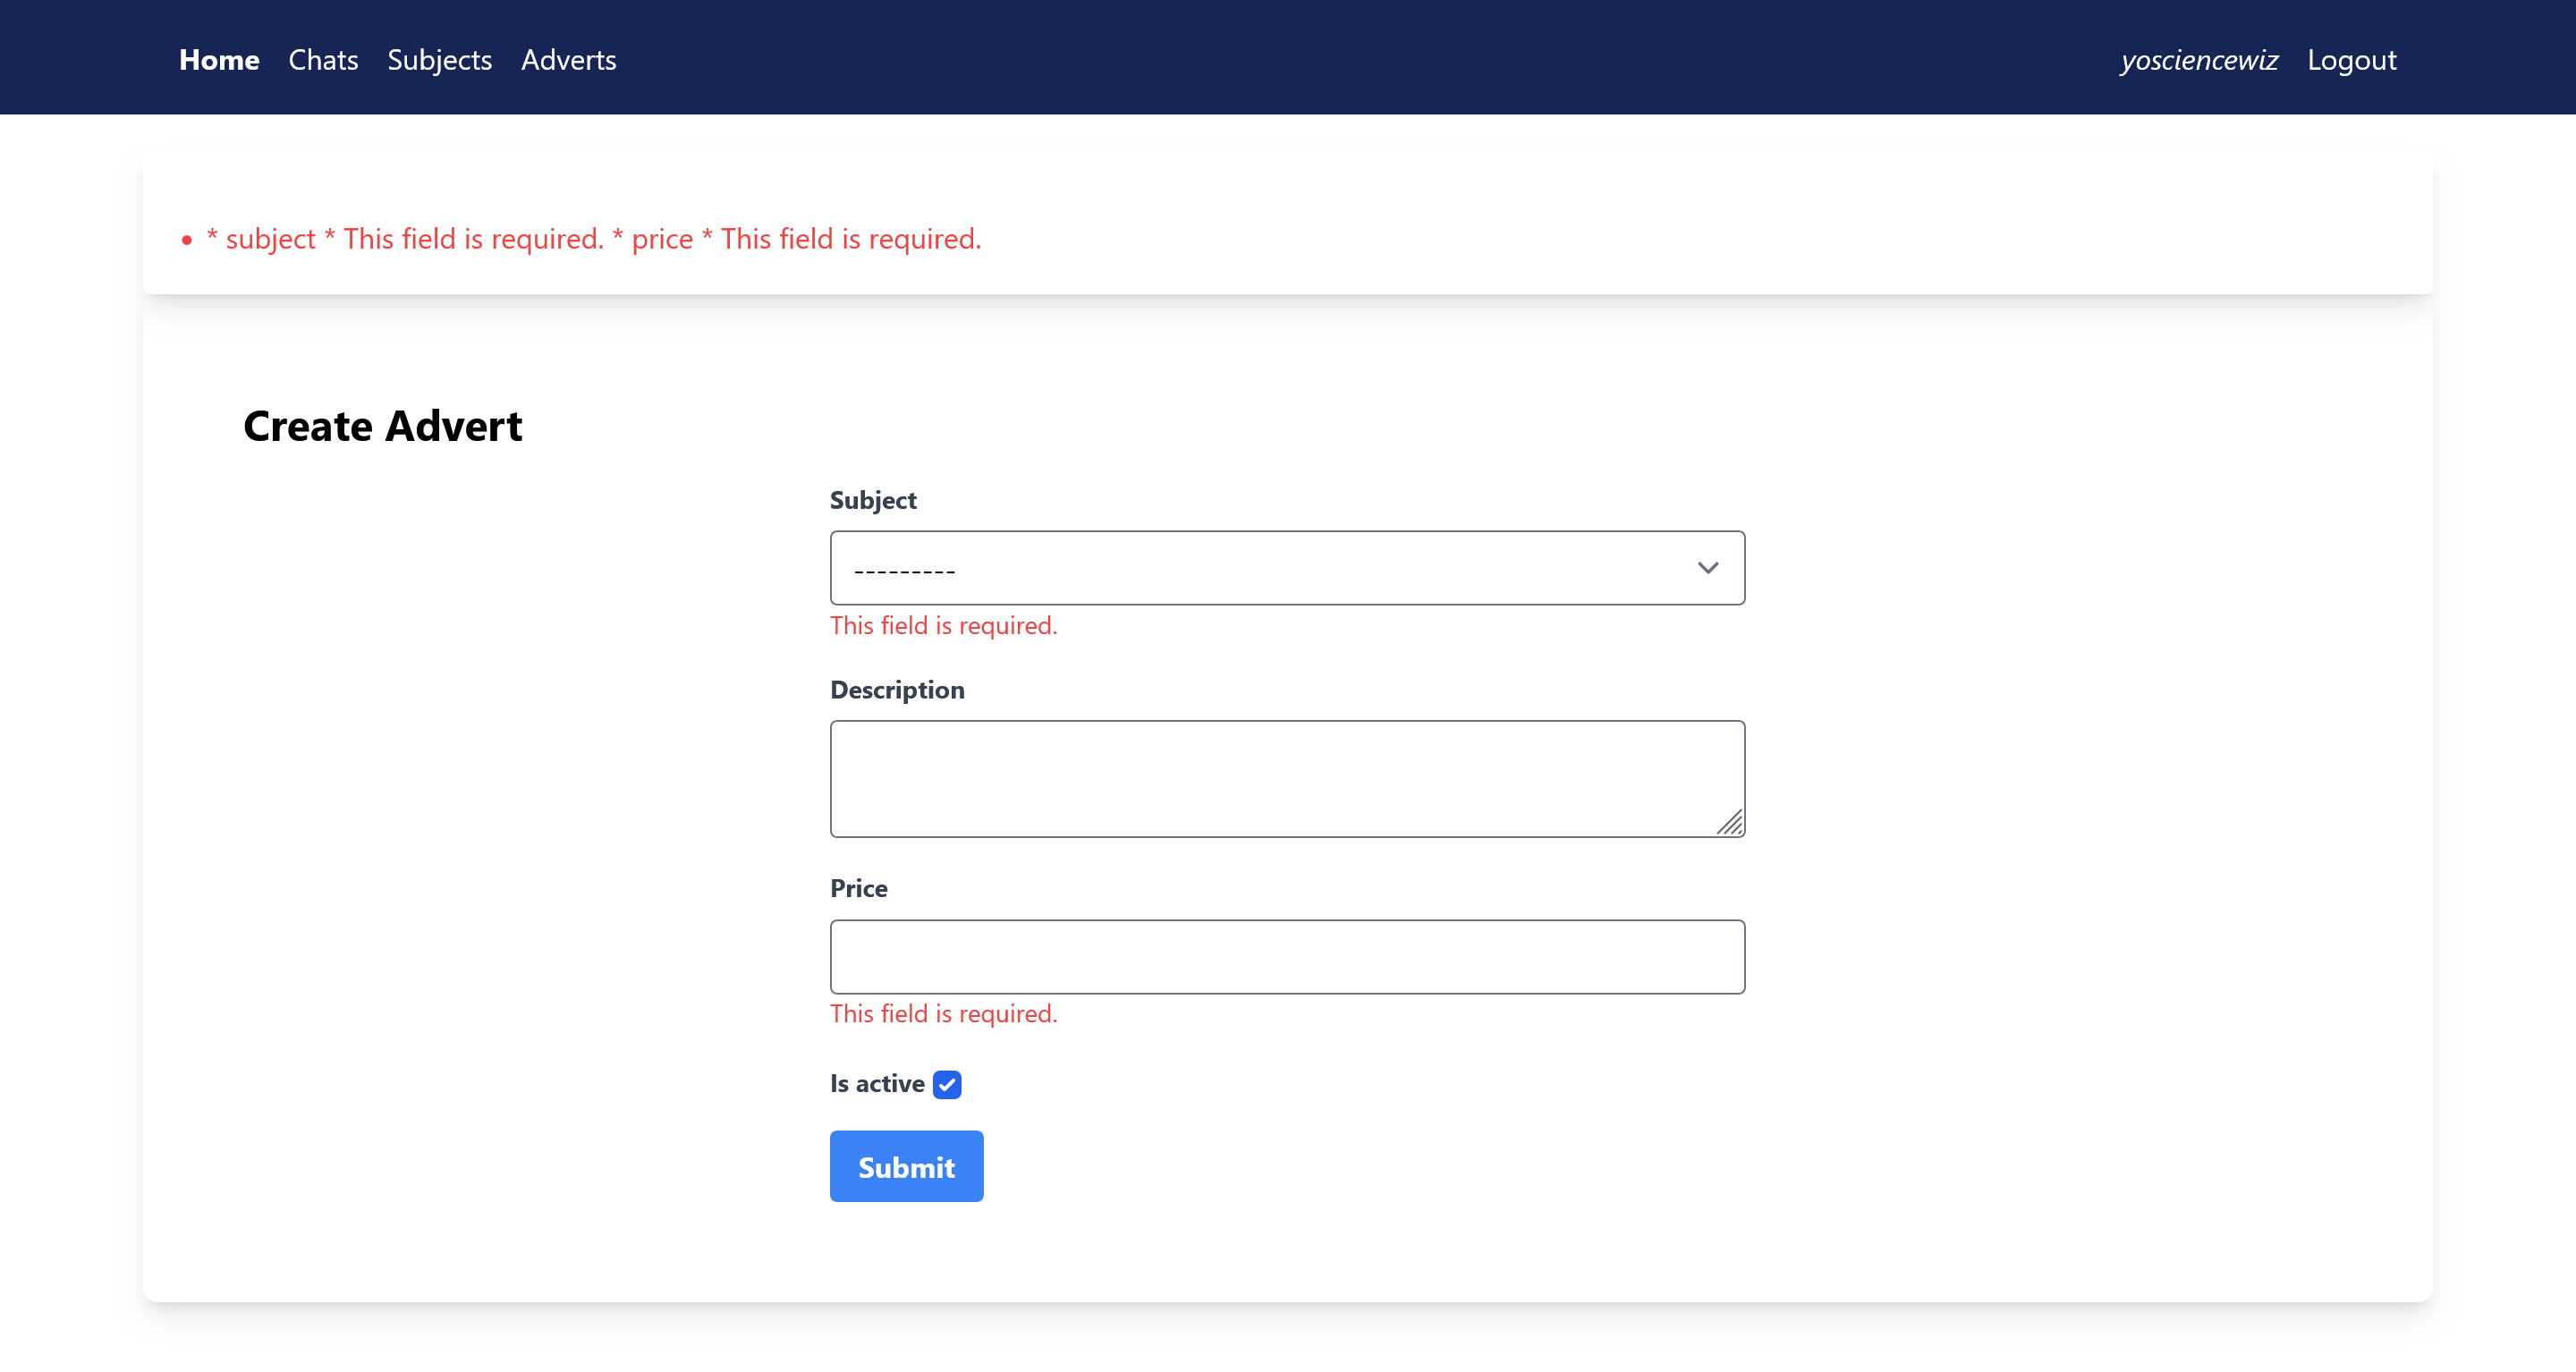 Home Chats Subjects Adverts yosciencewiz Logout
• * subject * This field is required. * price * This field is required.
Create Advert
Subject
---------
This field is required.
Description
Price
This field is required.
Is active
Submit